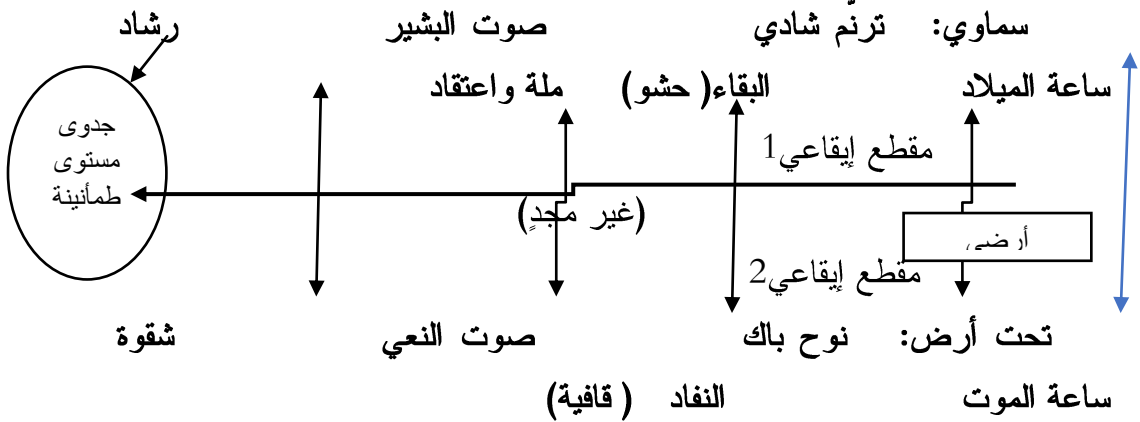 سماوي: ترنّم شادي صوت البشير رشاد
ساعة الميلاد البقاء( حشو) ملة واعتقاد
جدوى
مستوى
طمأنينة
مقطع إيقاعي1
(غير مجدٍ)
أرضي
مقطع إيقاعي2
تحت أرض: نوح باك صوت النعي شقوة
ساعة الموت النفاد ( قافية)